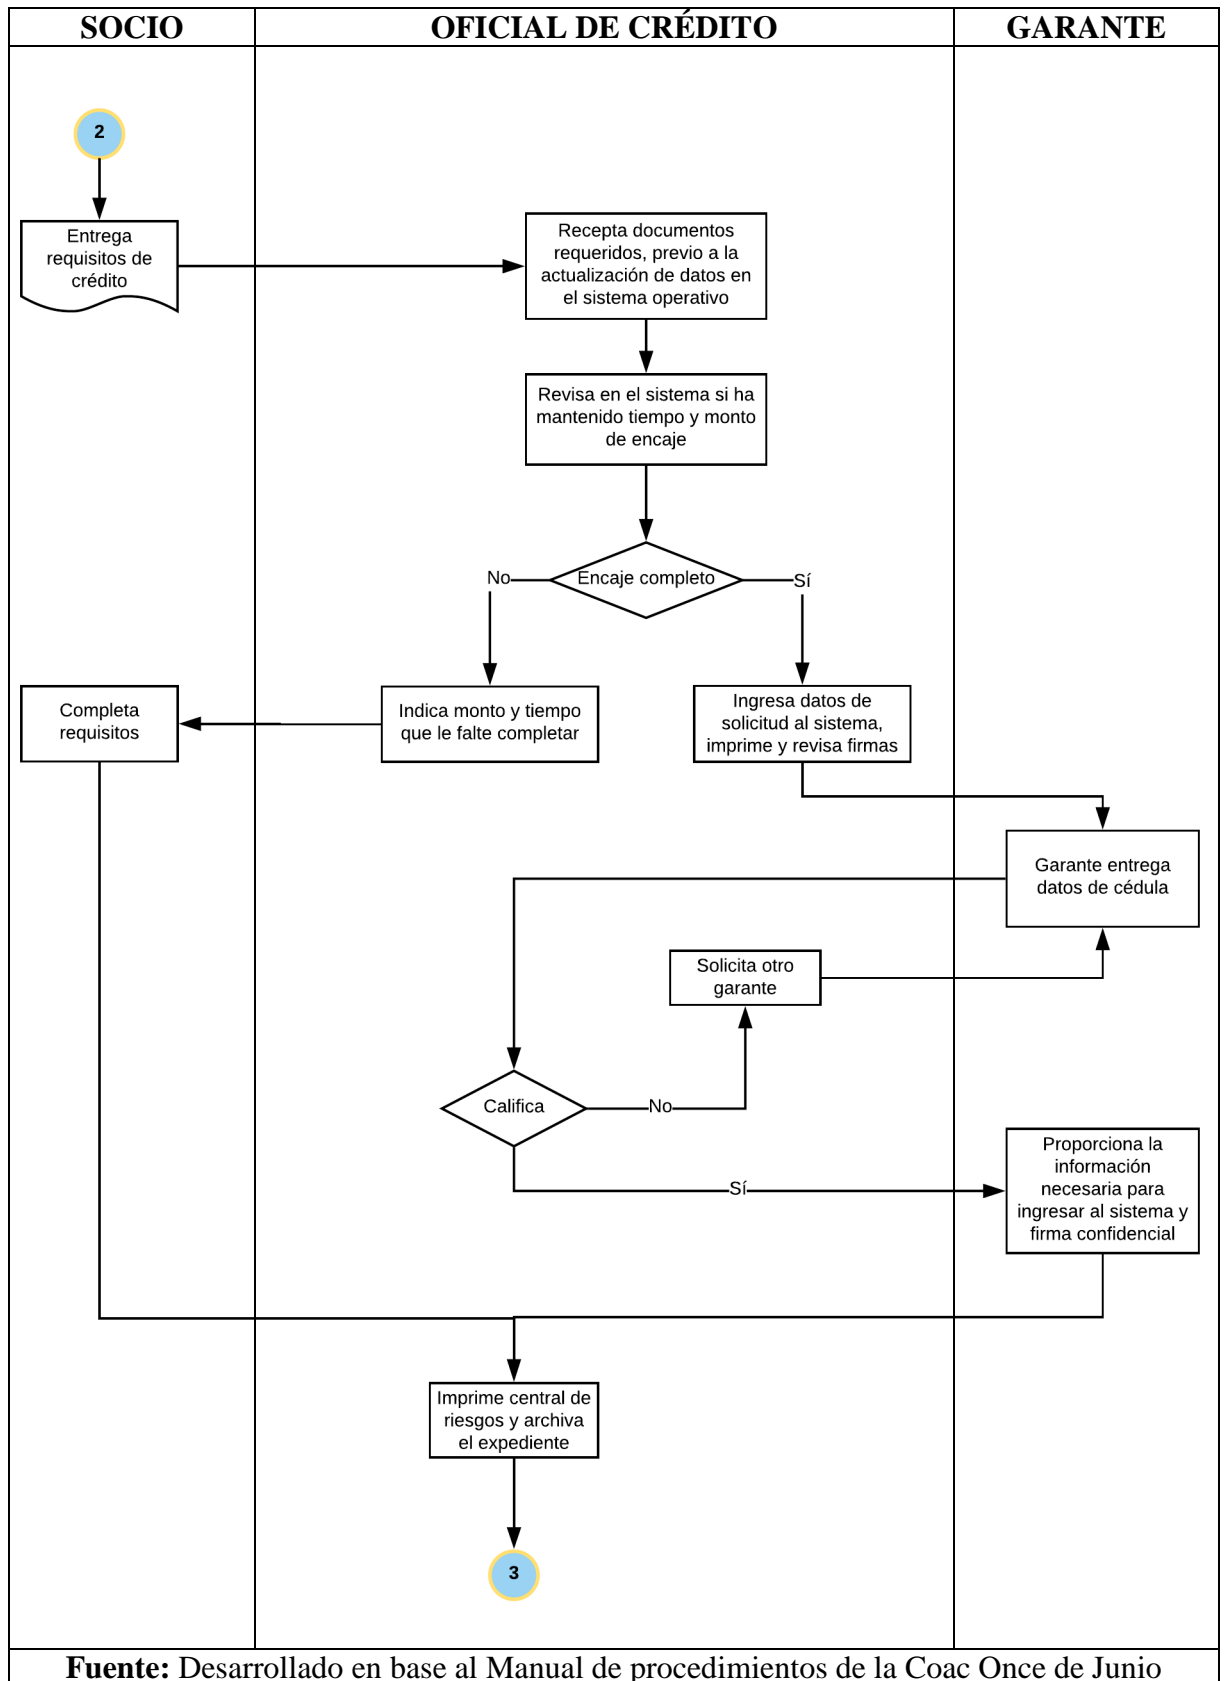 SOCIO
OFICIAL DE CRÉDITO
GARANTE
2
Entrega
requisitos de
crédito
Recepta documentos
requeridos, previo a la
actualización de datos en
el sistema operativo
Revisa en el sistema si ha
mantenido tiempo y monto
de encaje
Encaje completo
No
Sí
Completa
requisitos
Indica monto y tiempo
que le falte completar
Ingresa datos de
solicitud al sistema,
imprime y revisa firmas
Garante entrega
datos de cédula
Solicita otro
garante
Califica
No
Sí
Proporciona la
información
necesaria para
ingresar al sistema y
firma confidencial
Imprime central de
riesgos y archiva
el expediente
3
Fuente: Desarrollado en base al Manual de procedimientos de la Coac Once de Junio